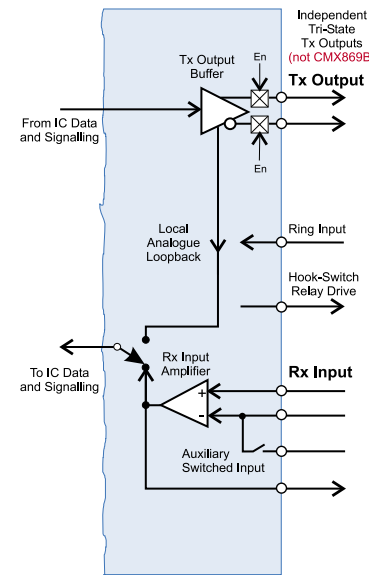 Independent
Tri-State
Tx Outputs
(not CMX869B
Tx Output
Buffer
En
Tx Output
From IC Data
and Signalling
En
Local
Analogue
Loopback
Ring Input
Hook-Switch
Relay Drive
To IC Data
and Signalling
Rx Input
Amplifier
Rx Input
+
-
Auxiliary
Switched Input